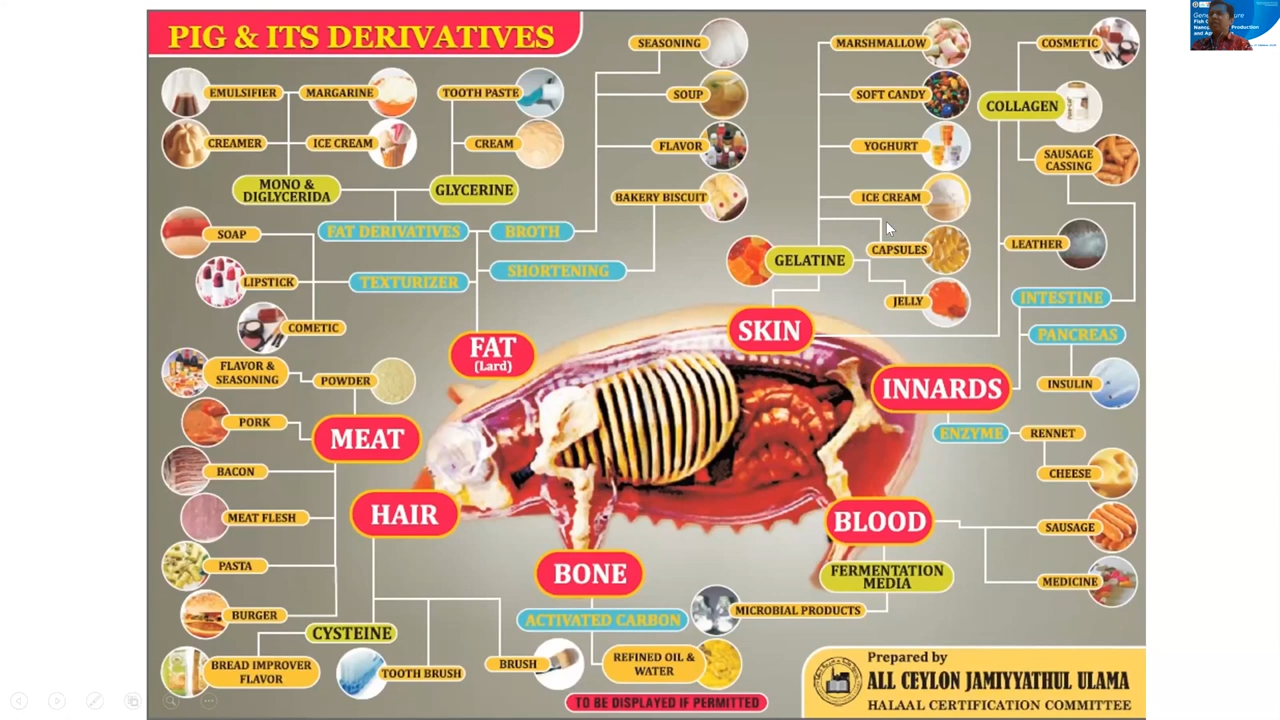 PIG & ITS DERIVATIVES
EMULSIFIER
MARGARINE
TOOTH PASTE
CREAMER
ICE CREAM
CREAM
MONO &
DIGLYCERIDA
GLYCERINE
FAT DERIVATIVES
BROTH
SOAP
LIPSTICK
COMETIC
TEXTURIZER
SHORTENING
SEASONING
SOUP
FLAVOR
BAKERY BISCUIT
MARSHMALLOW
SOFT CANDY
YOGHURT
ICE CREAM
CAPSULES
JELLY
GELATINE
COSMETIC
COLLAGEN
SAUSAGE
CASSING
LEATHER
INTESTINE
PANCREAS
INSULIN
FAT
(Lard)
SKIN
INNARDS
ENZYME
RENNET
CHEESE
FLAVOR &
SEASONING
POWDER
PORK
MEAT
BACON
MEAT FLESH
PASTA
BURGER
HAIR
CYSTEINE
BREAD IMPROVER
FLAVOR
TOOTH BRUSH
BRUSH
BONE
ACTIVATED CARBON
REFINED OIL &
WATER
BLOOD
SAUSAGE
MEDICINE
FERMENTATION
MEDIA
MICROBIAL PRODUCTS
TO BE DISPLAYED IF PERMITTED
Prepared by
ALL CEYLON JAMIYYATHUL ULAMA
HALAAL CERTIFICATION COMMITTEE